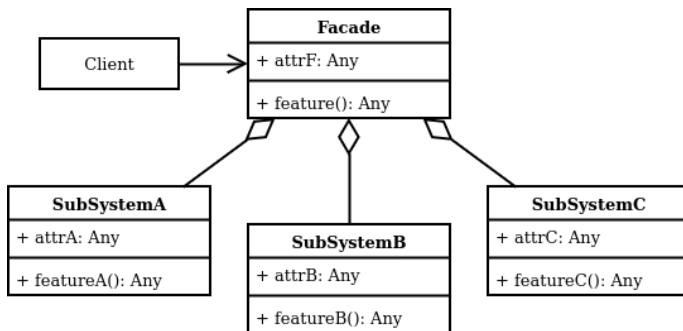 Client
Facade
+ attrF: Any
+ feature(): Any
SubSystemA
+ attrA: Any
+ featureA(): Any
SubSystemB
+ attrB: Any
+ featureB(): Any
SubSystemC
+ attrC: Any
+ featureC(): Any